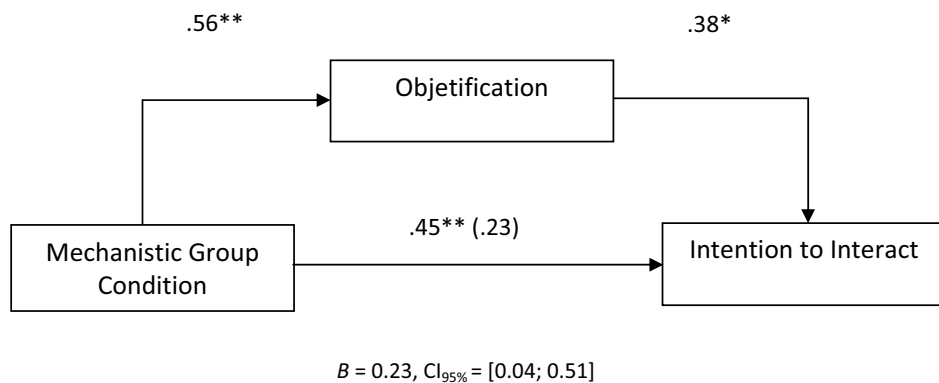 .56**
.38*
Objetification
.45** (.23)
Mechanistic Group
Condition
Intention to Interact
B = 0.23, CI95% = [0.04; 0.51]